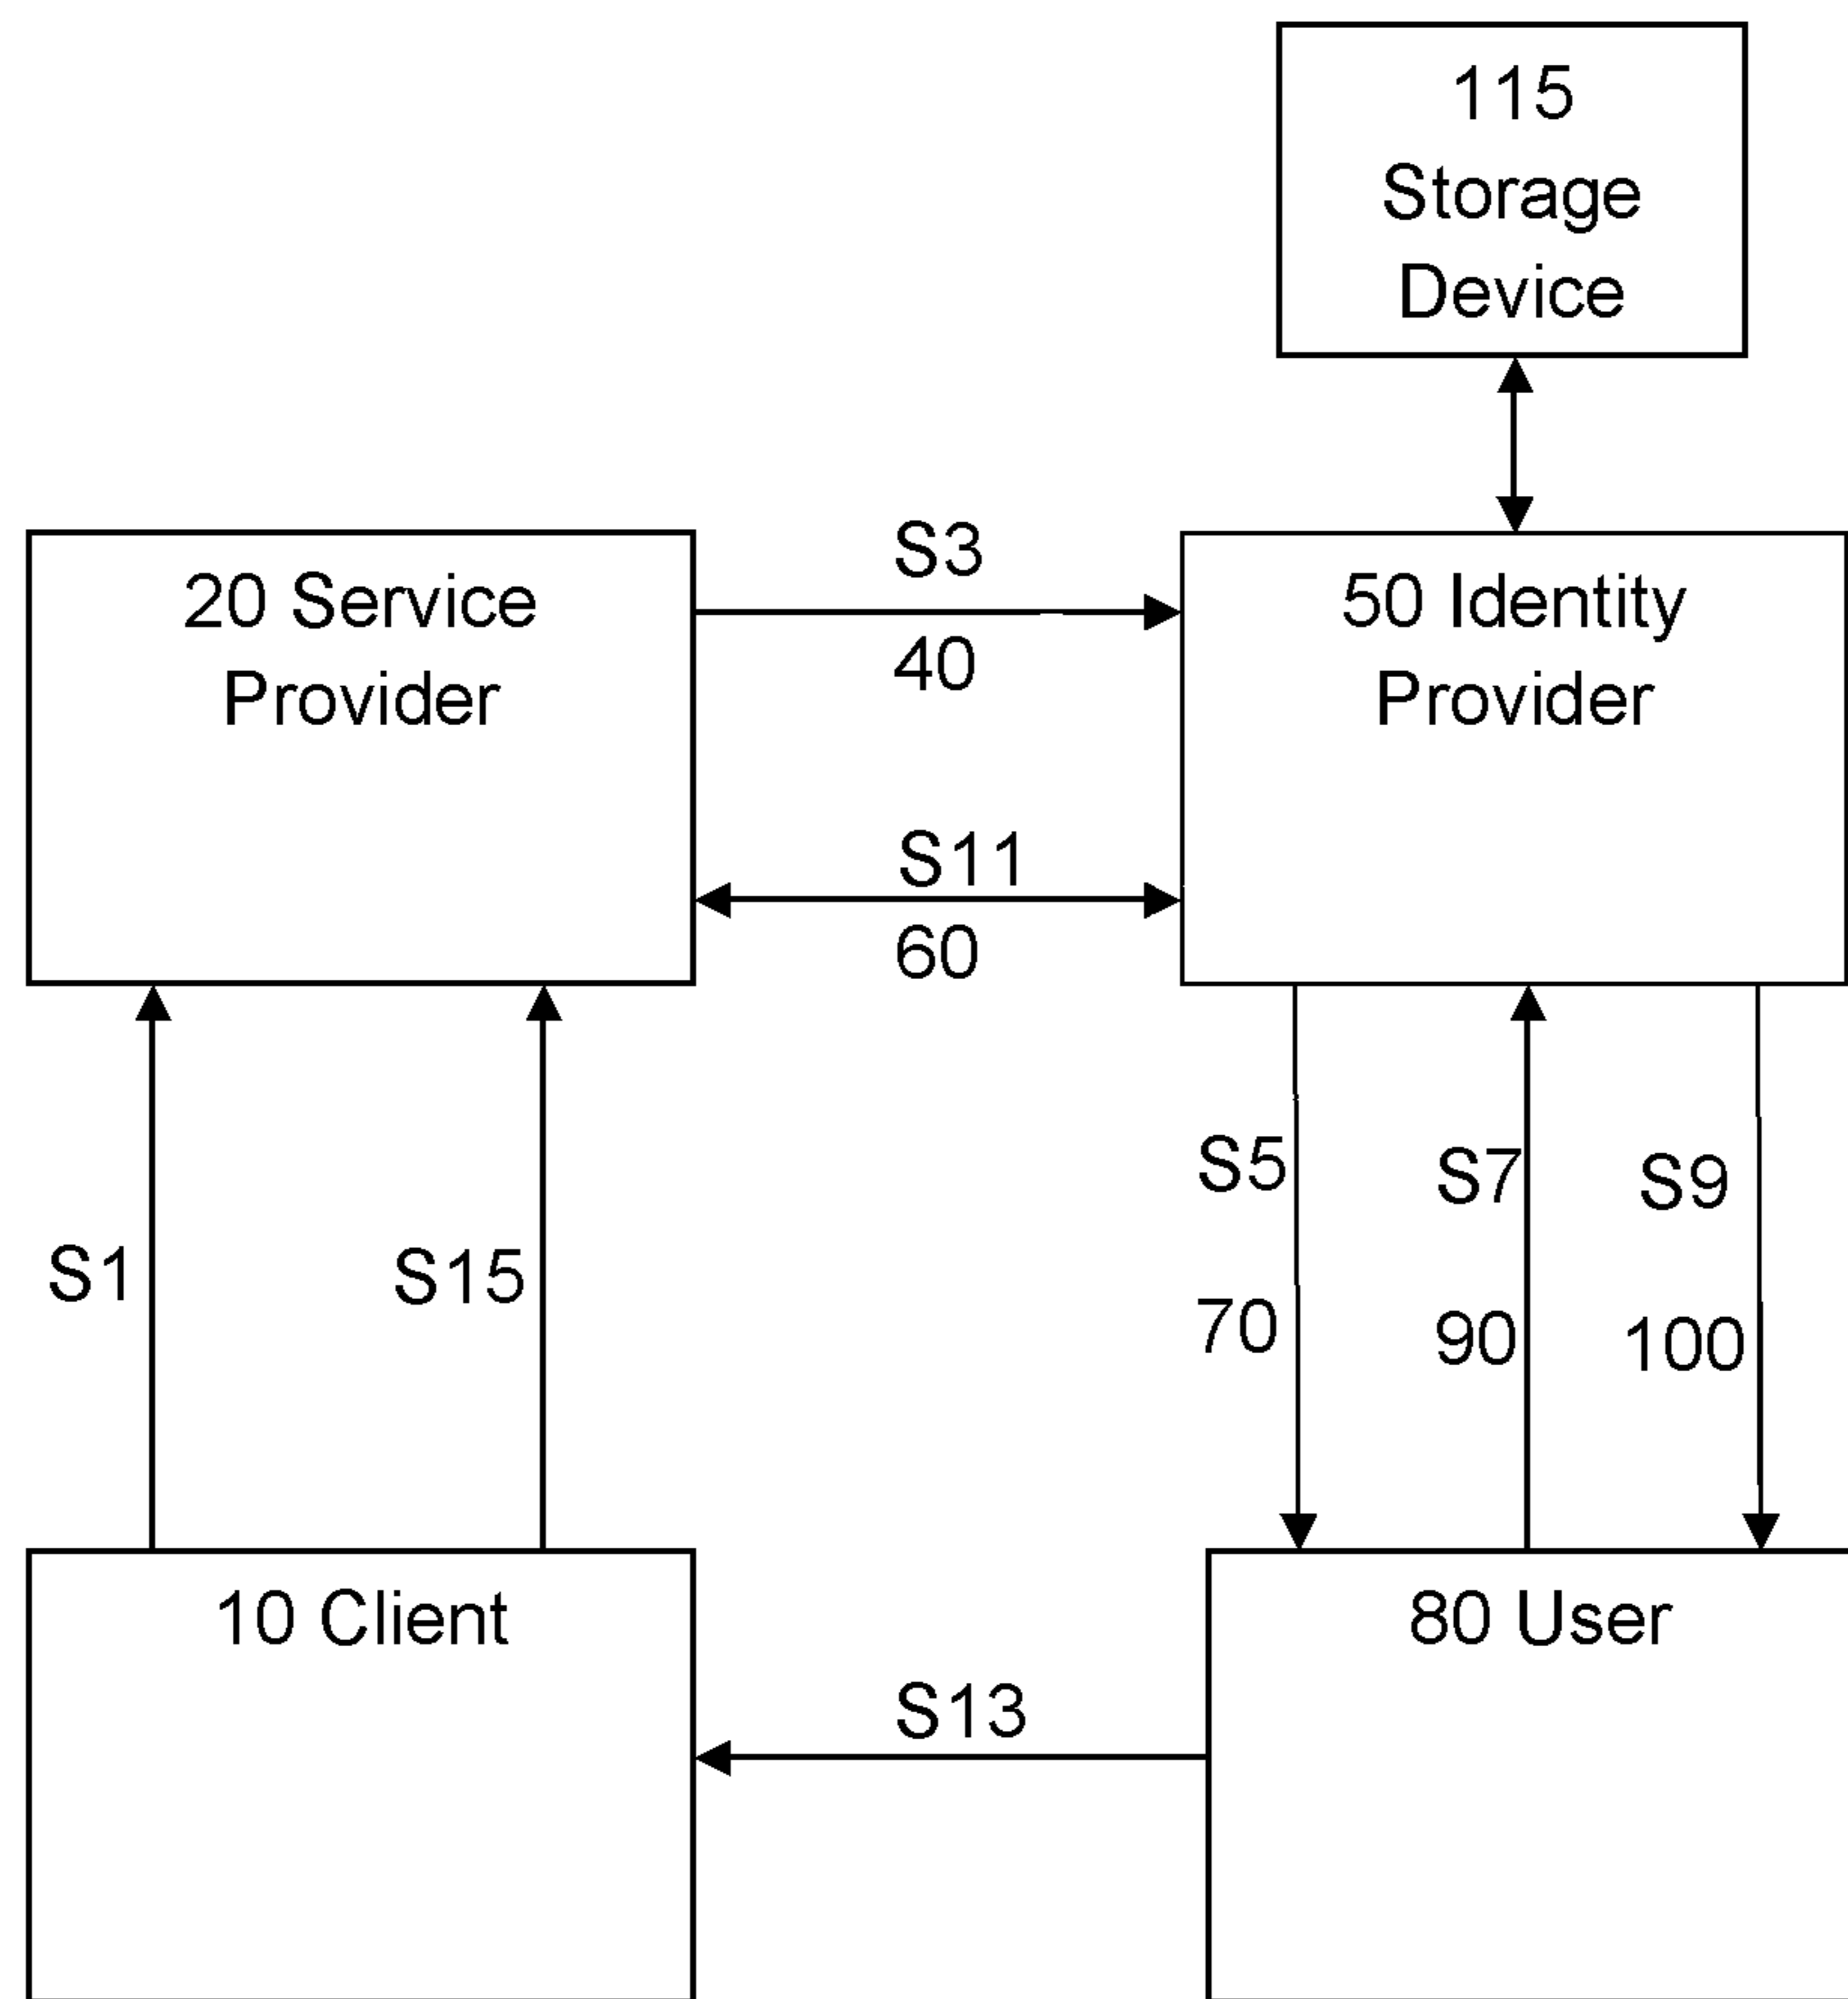 115
Storage
Device
20 Service
Provider
S3
40
50 Identity
Provider
S11
60
S1
S15
S5
70
S7
90
S9
100
10 Client
S13
80 User